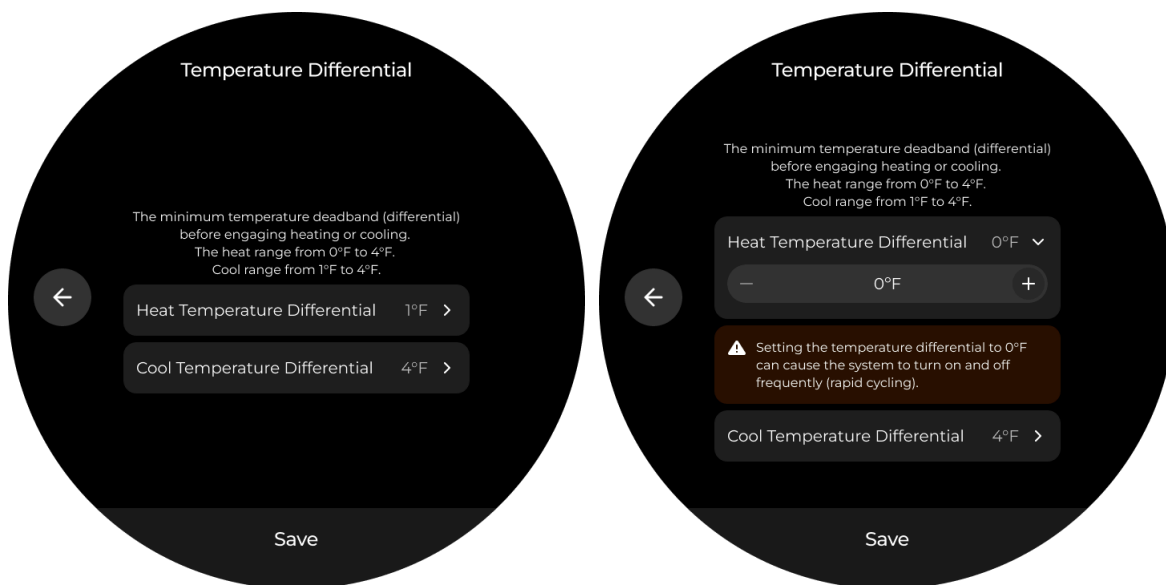 Temperature Differential
The minimum temperature deadband (differential)
before engaging heating or cooling.
The heat range from 0°F to 4°F.
Cool range from 1°F to 4°F.
Heat Temperature Differential 1°F
Cool Temperature Differential 4°F
Save
Temperature Differential
The minimum temperature deadband (differential)
before engaging heating or cooling.
The heat range from 0°F to 4°F.
Cool range from 1°F to 4°F.
Heat Temperature Differential 0°F
− 0°F +
Setting the temperature differential to 0°F
can cause the system to turn on and off
frequently (rapid cycling).
Cool Temperature Differential 4°F
Save